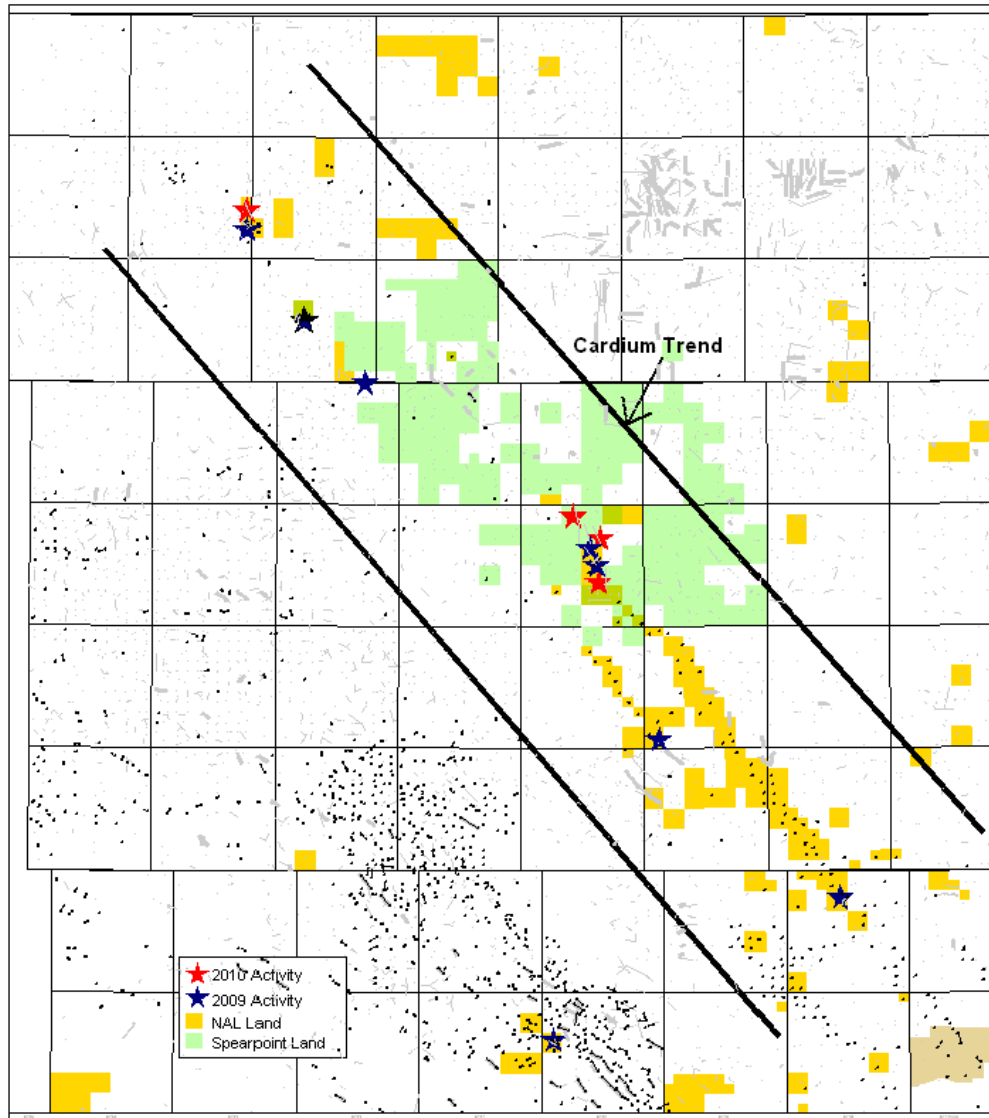 Cardium Trend
2010 Activity
2009 Activity
NAL Land
Spearpoint Land